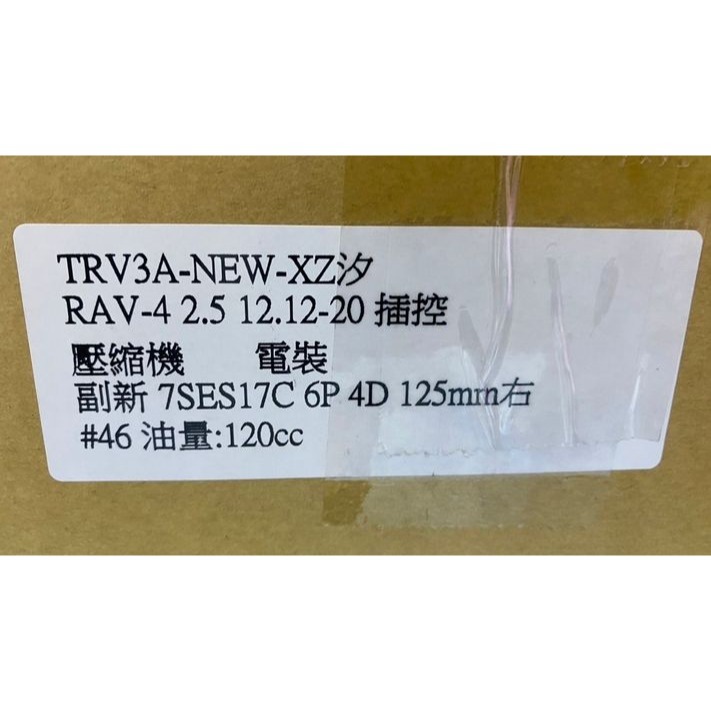 TRV3A-NEW-XZ汐
RAV-4 2.5 12.12-20 插控
壓縮機 電裝
副新 7SES17C 6P 4D 125mm右
#46 油量:120cc